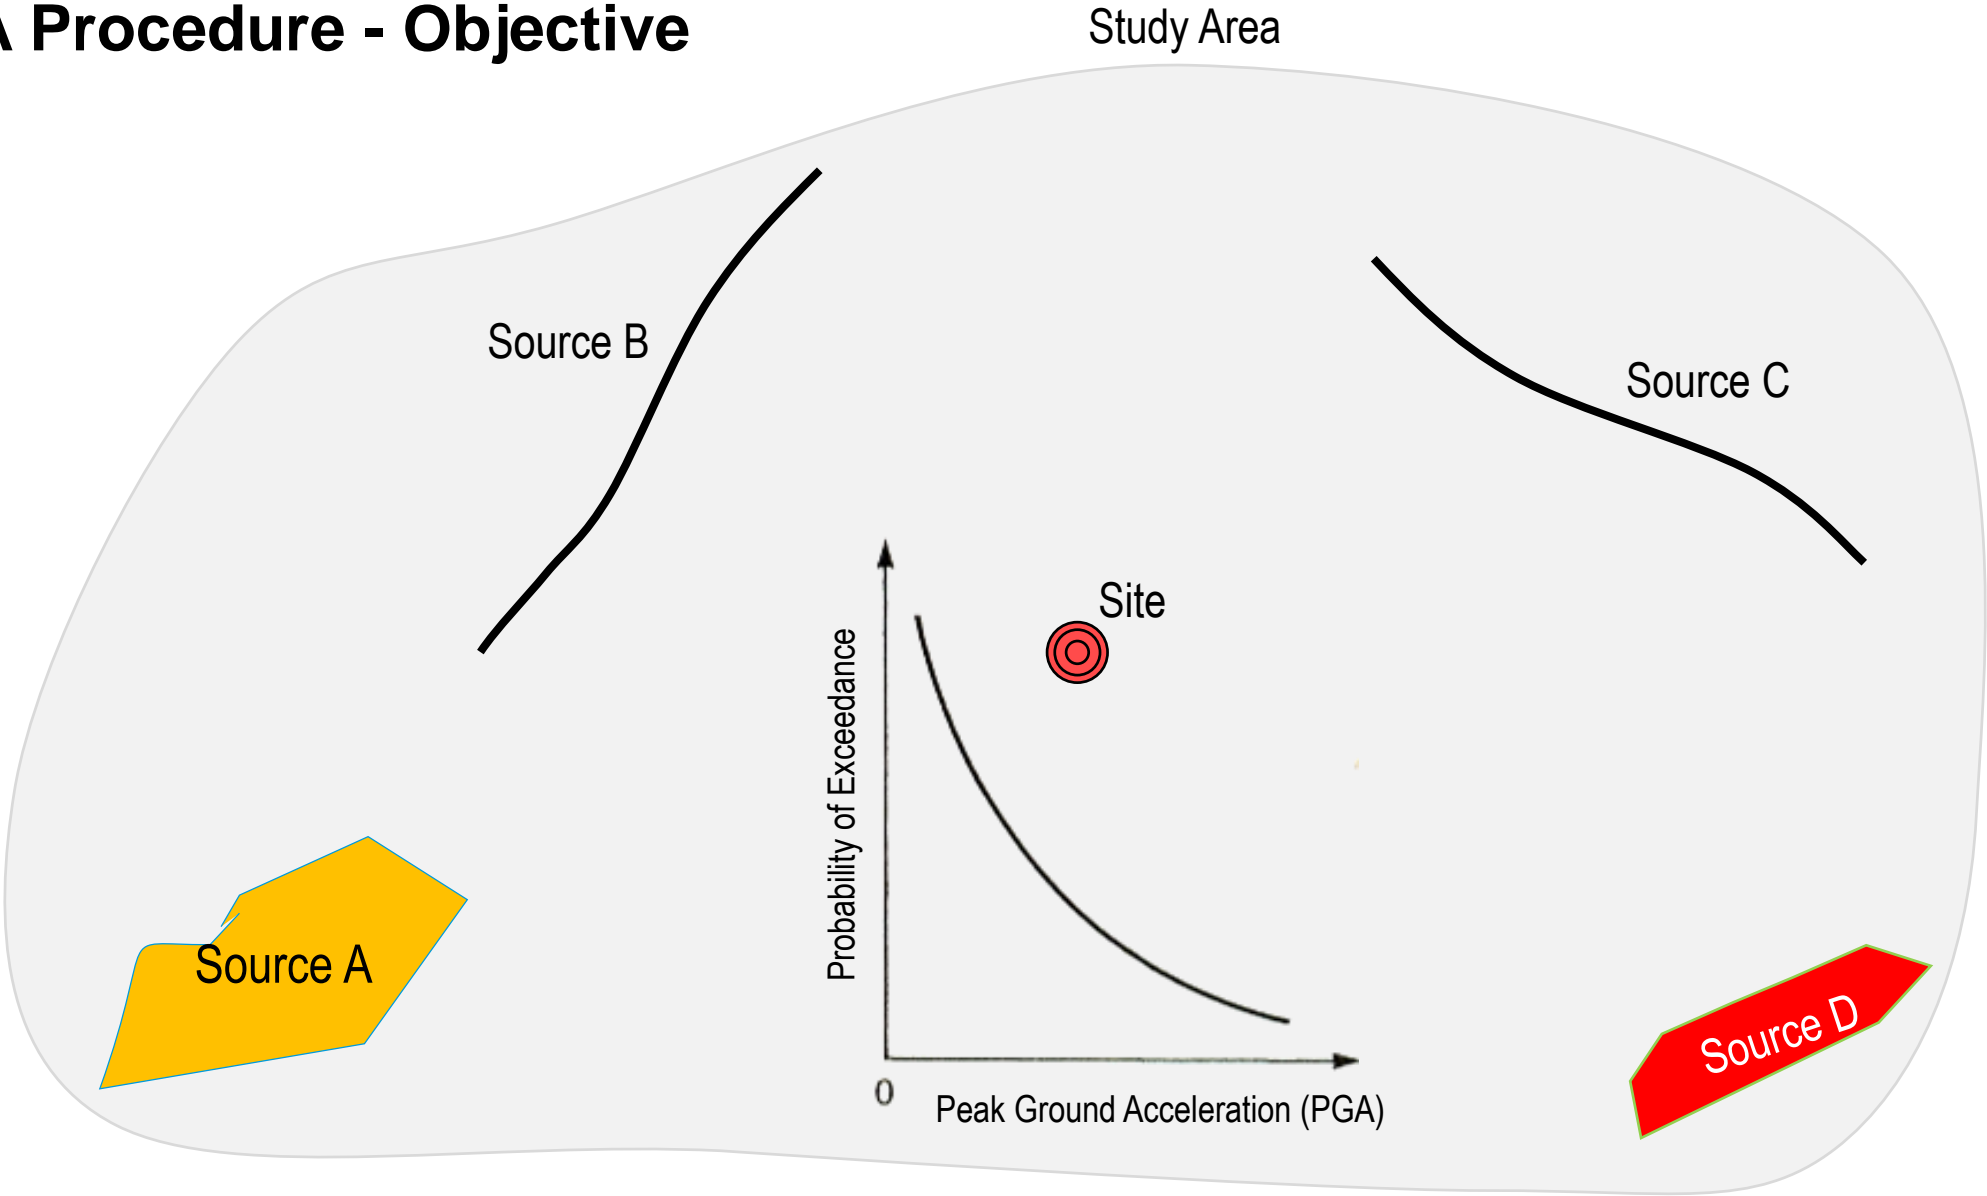 A Procedure - Objective
Study Area
Source B
Source C
Site
Probability of Exceedance
Source A
Source D
0
Peak Ground Acceleration (PGA)